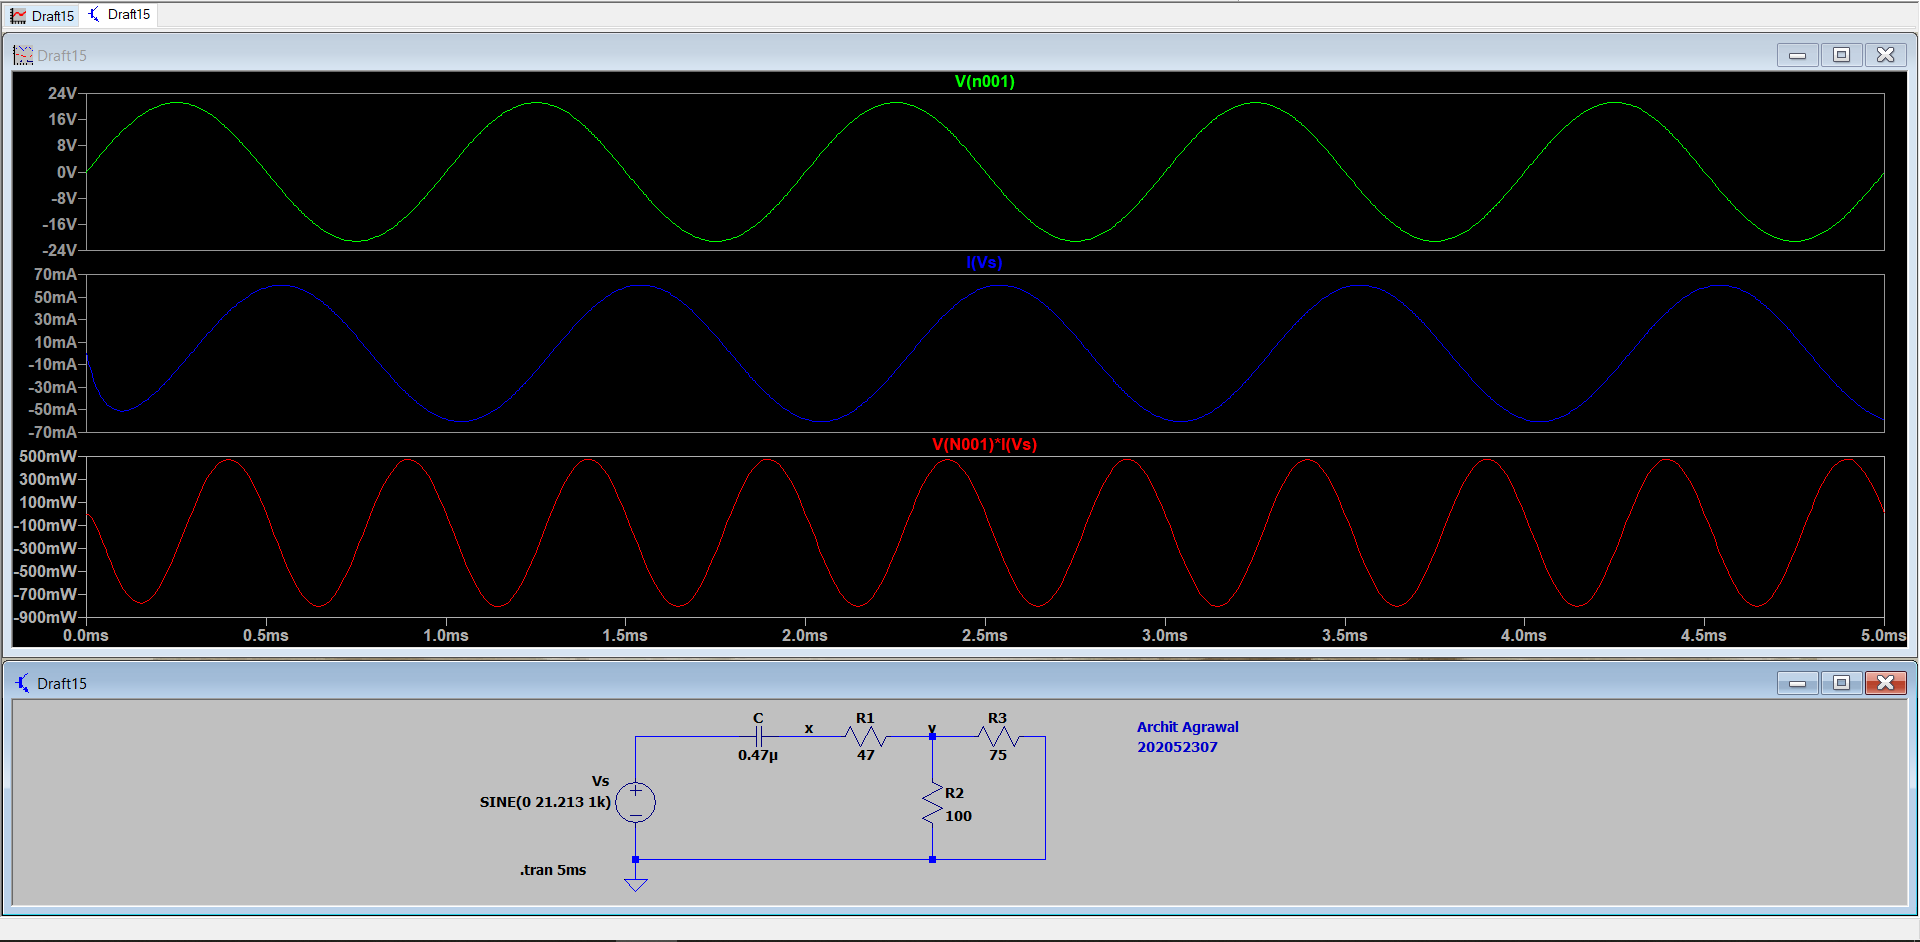 Draft15 Draft15
Draft15
V(n001)
24V
16V
8V
0V
-8V
-16V
-24V
I(Vs)
70mA
50mA
30mA
10mA
-10mA
-30mA
-50mA
-70mA
V(N001)*I(Vs)
500mW
300mW
100mW
-100mW
-300mW
-500mW
-700mW
-900mW
0.0ms 0.5ms 1.0ms 1.5ms 2.0ms 2.5ms 3.0ms 3.5ms 4.0ms 4.5ms 5.0ms
Draft15
C
0.47µ
x
R1
47
y
R3
75
R2
100
Vs
SINE(0 21.213 1k)
.tran 5ms
Archit Agrawal
202052307